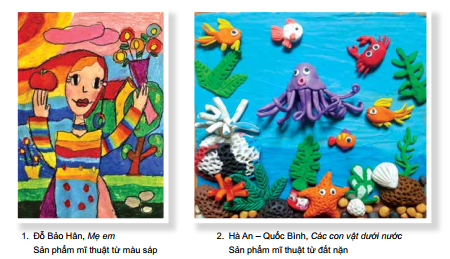 1. Đỗ Bảo Hân, Mẹ em
Sản phẩm mĩ thuật từ màu sáp
2. Hà An – Quốc Bình, Các con vật dưới nước
Sản phẩm mĩ thuật từ đất nặn